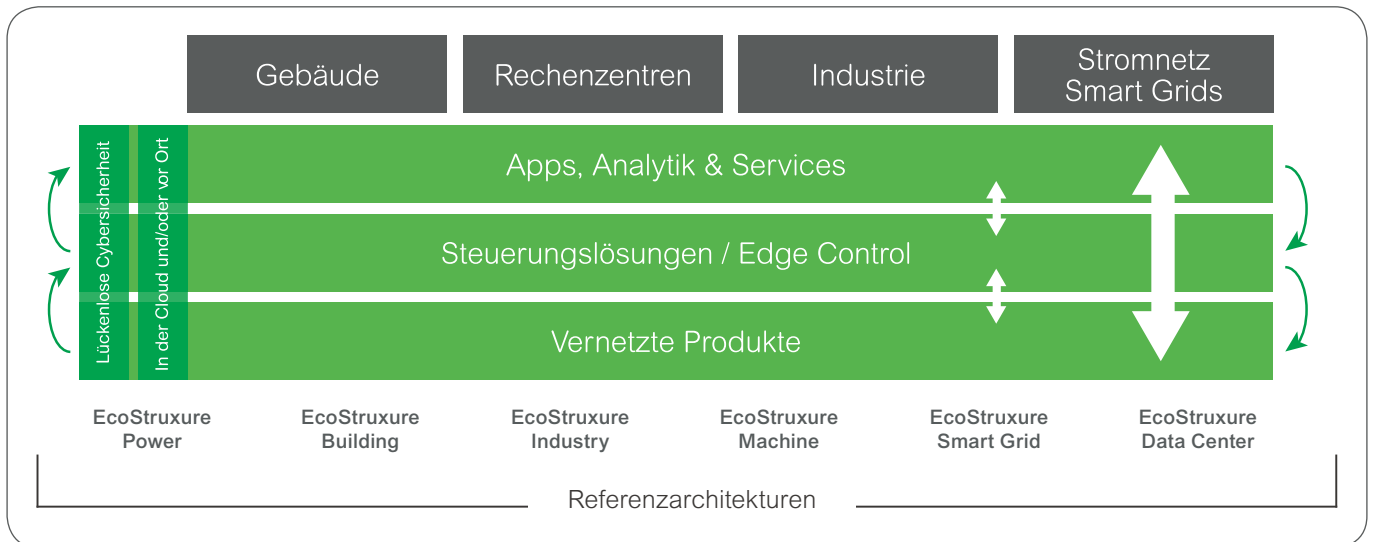 Gebäude
Rechenzentren
Industrie
Stromnetz
Smart Grids
Lückenlose Cybersicherheit
In der Cloud und/oder vor Ort
Apps, Analytik & Services
Steuerungslösungen / Edge Control
Vernetzte Produkte
EcoStruxure
Power
EcoStruxure
Building
EcoStruxure
Industry
EcoStruxure
Machine
EcoStruxure
Smart Grid
EcoStruxure
Data Center
Referenzarchitekturen